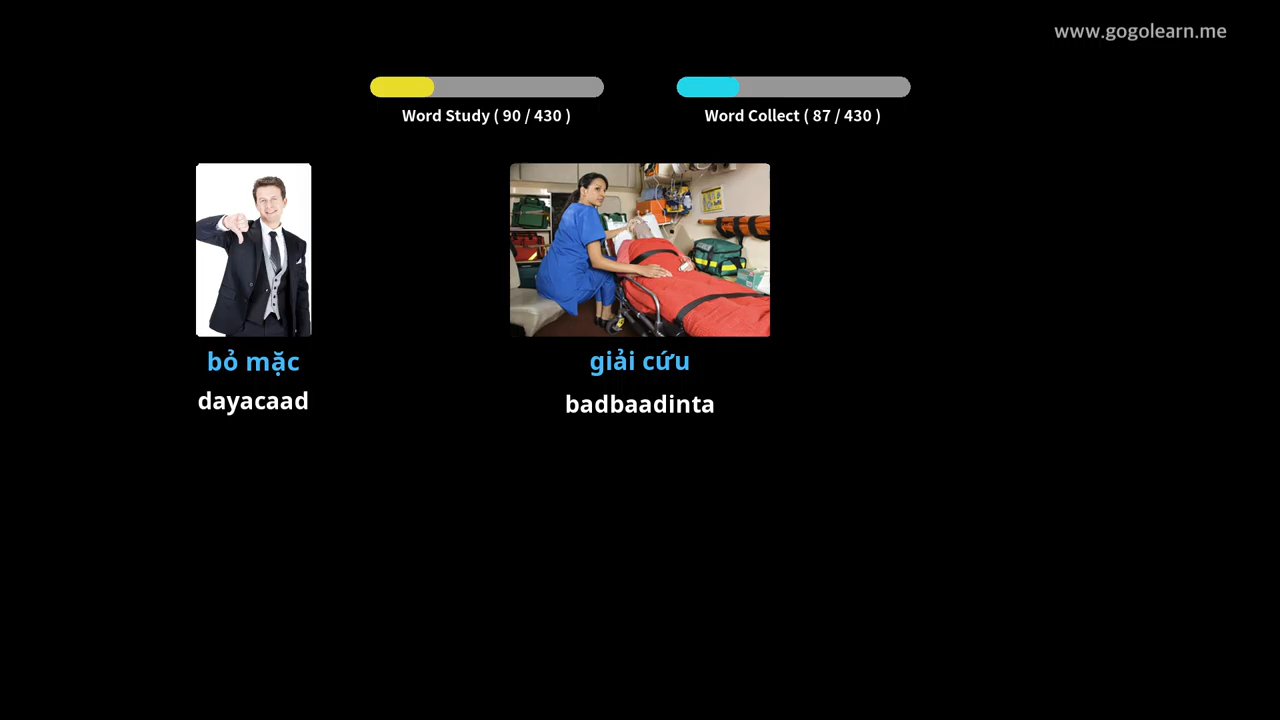 www.gogolearn.me
Word Study ( 90 / 430 )
Word Collect ( 87 / 430 )
bỏ mặc
dayacaad
giải cứu
badbaadinta